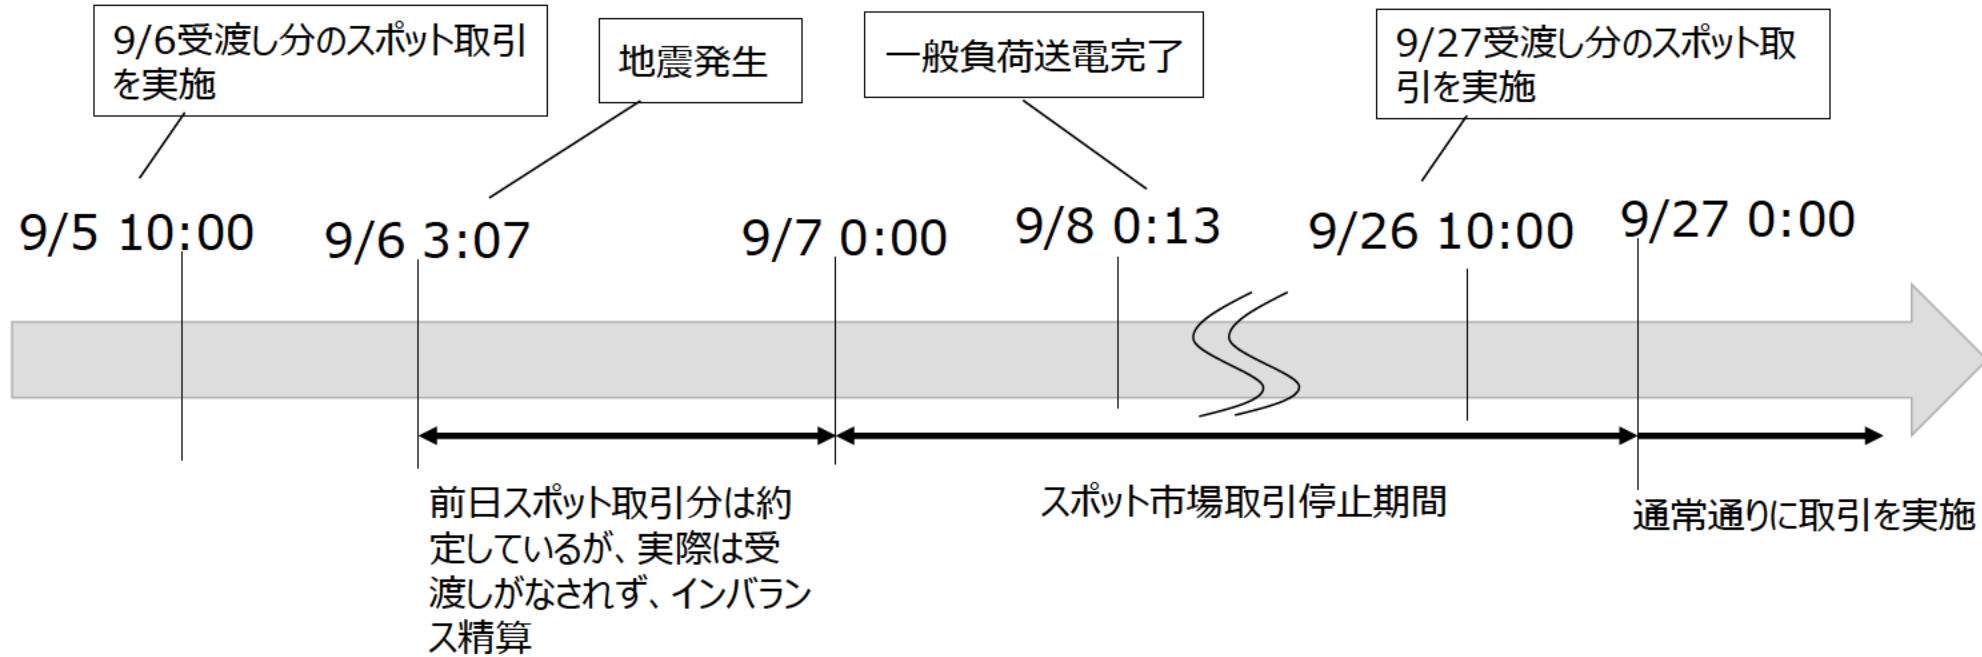 9/6受渡し分のスポット取引
を実施
地震発生
一般負荷送電完了
9/27受渡し分のスポット取
引を実施
9/5 10:00
9/6 3:07
9/7 0:00
9/8 0:13
9/26 10:00
9/27 0:00
前日スポット取引分は約
定しているが、実際は受
渡しがなされず、インバラン
ス精算
スポット市場取引停止期間
通常通りに取引を実施